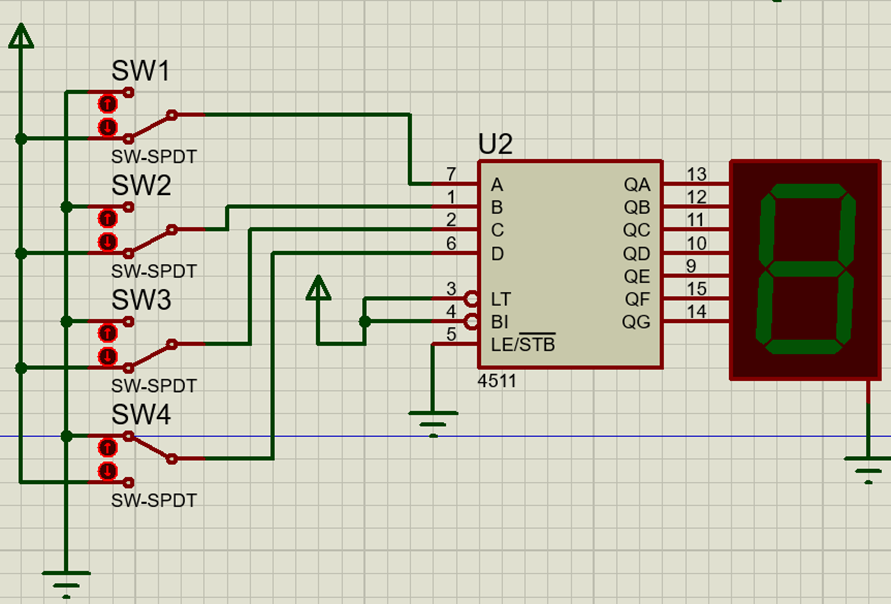 SW1
SW-SPDT
SW2
SW-SPDT
SW3
SW-SPDT
SW4
SW-SPDT
U2
7 A QA 13
1 B QB 12
2 C QC 11
6 D QD 10
QE 9
3 LT QF 15
4 BI QG 14
5 LE/STB
4511